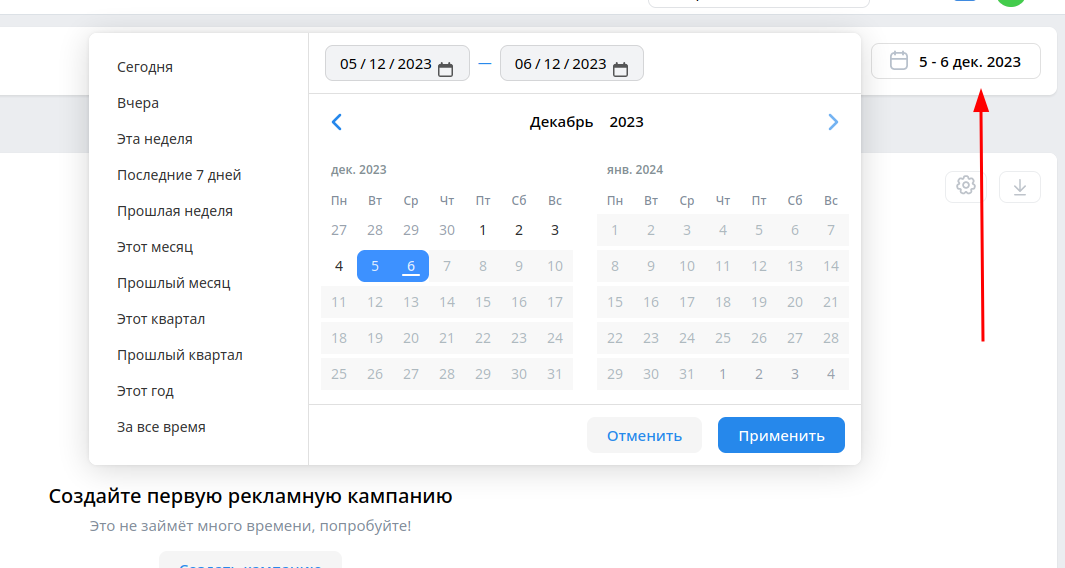 5 - 6 дек. 2023
05 / 12 / 2023 — 06 / 12 / 2023
Сегодня
Вчера
Эта неделя
Последние 7 дней
Прошлая неделя
Этот месяц
Прошлый месяц
Этот квартал
Прошлый квартал
Этот год
За все время
Декабрь 2023
дек. 2023
Пн Вт Ср Чт Пт Сб Вс
27 28 29 30 1 2 3
4 5 6 7 8 9 10
11 12 13 14 15 16 17
18 19 20 21 22 23 24
25 26 27 28 29 30 31
янв. 2024
Пн Вт Ср Чт Пт Сб Вс
1 2 3 4 5 6 7
8 9 10 11 12 13 14
15 16 17 18 19 20 21
22 23 24 25 26 27 28
29 30 31 1 2 3 4
Отменить Применить
Создайте первую рекламную кампанию
Это не займёт много времени, попробуйте!
Создать кампанию